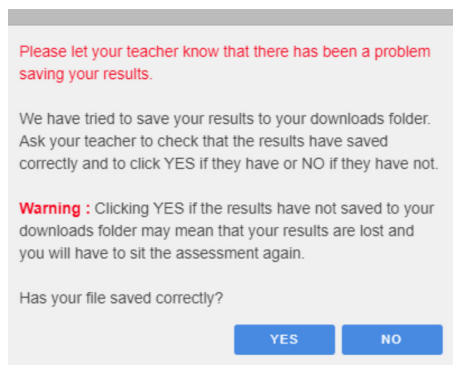 Please let your teacher know that there has been a problem
saving your results.
We have tried to save your results to your downloads folder.
Ask your teacher to check that the results have saved
correctly and to click YES if they have or NO if they have not.
Warning : Clicking YES if the results have not saved to your
downloads folder may mean that your results are lost and
you will have to sit the assessment again.
Has your file saved correctly?
YES NO